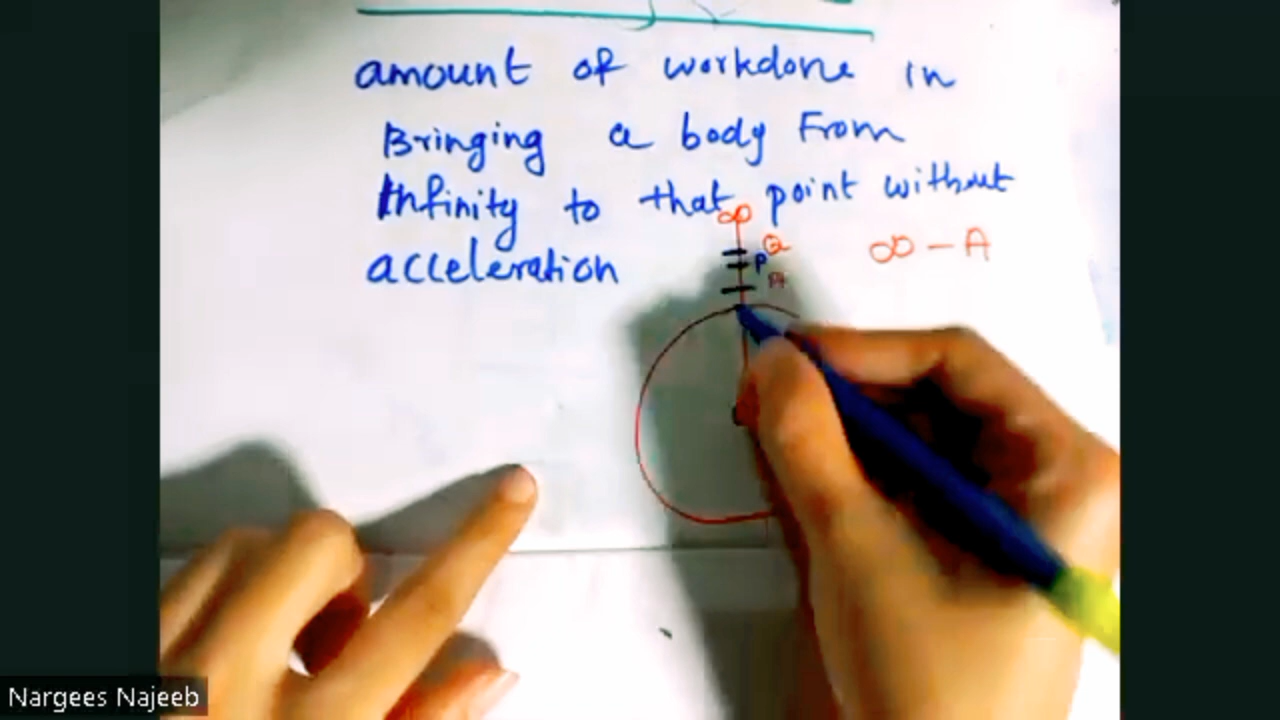 amount of workdone in
Bringing a body From
Infinity to that point without
acceleration
∞
Q
P
A
∞ - A
Nargees Najeeb